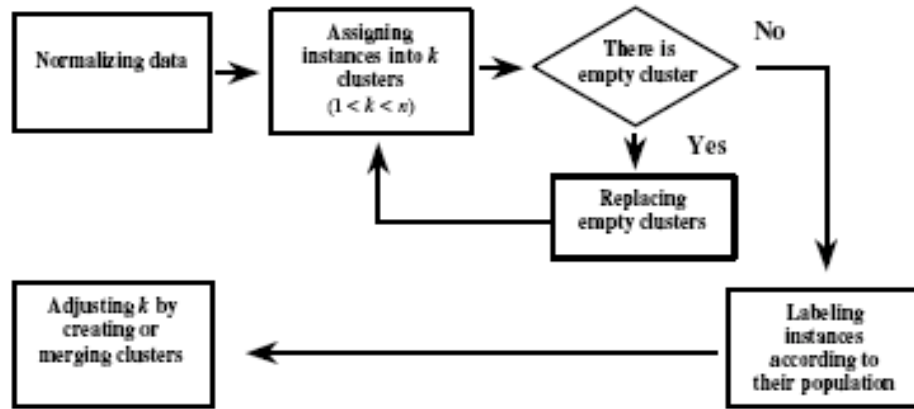 Normalizing data
Assigning
instances into k
clusters
(1 < k < n)
There is
empty cluster
No
Yes
Replacing
empty clusters
Adjusting k by
creating or
merging clusters
Labeling
instances
according to
their population